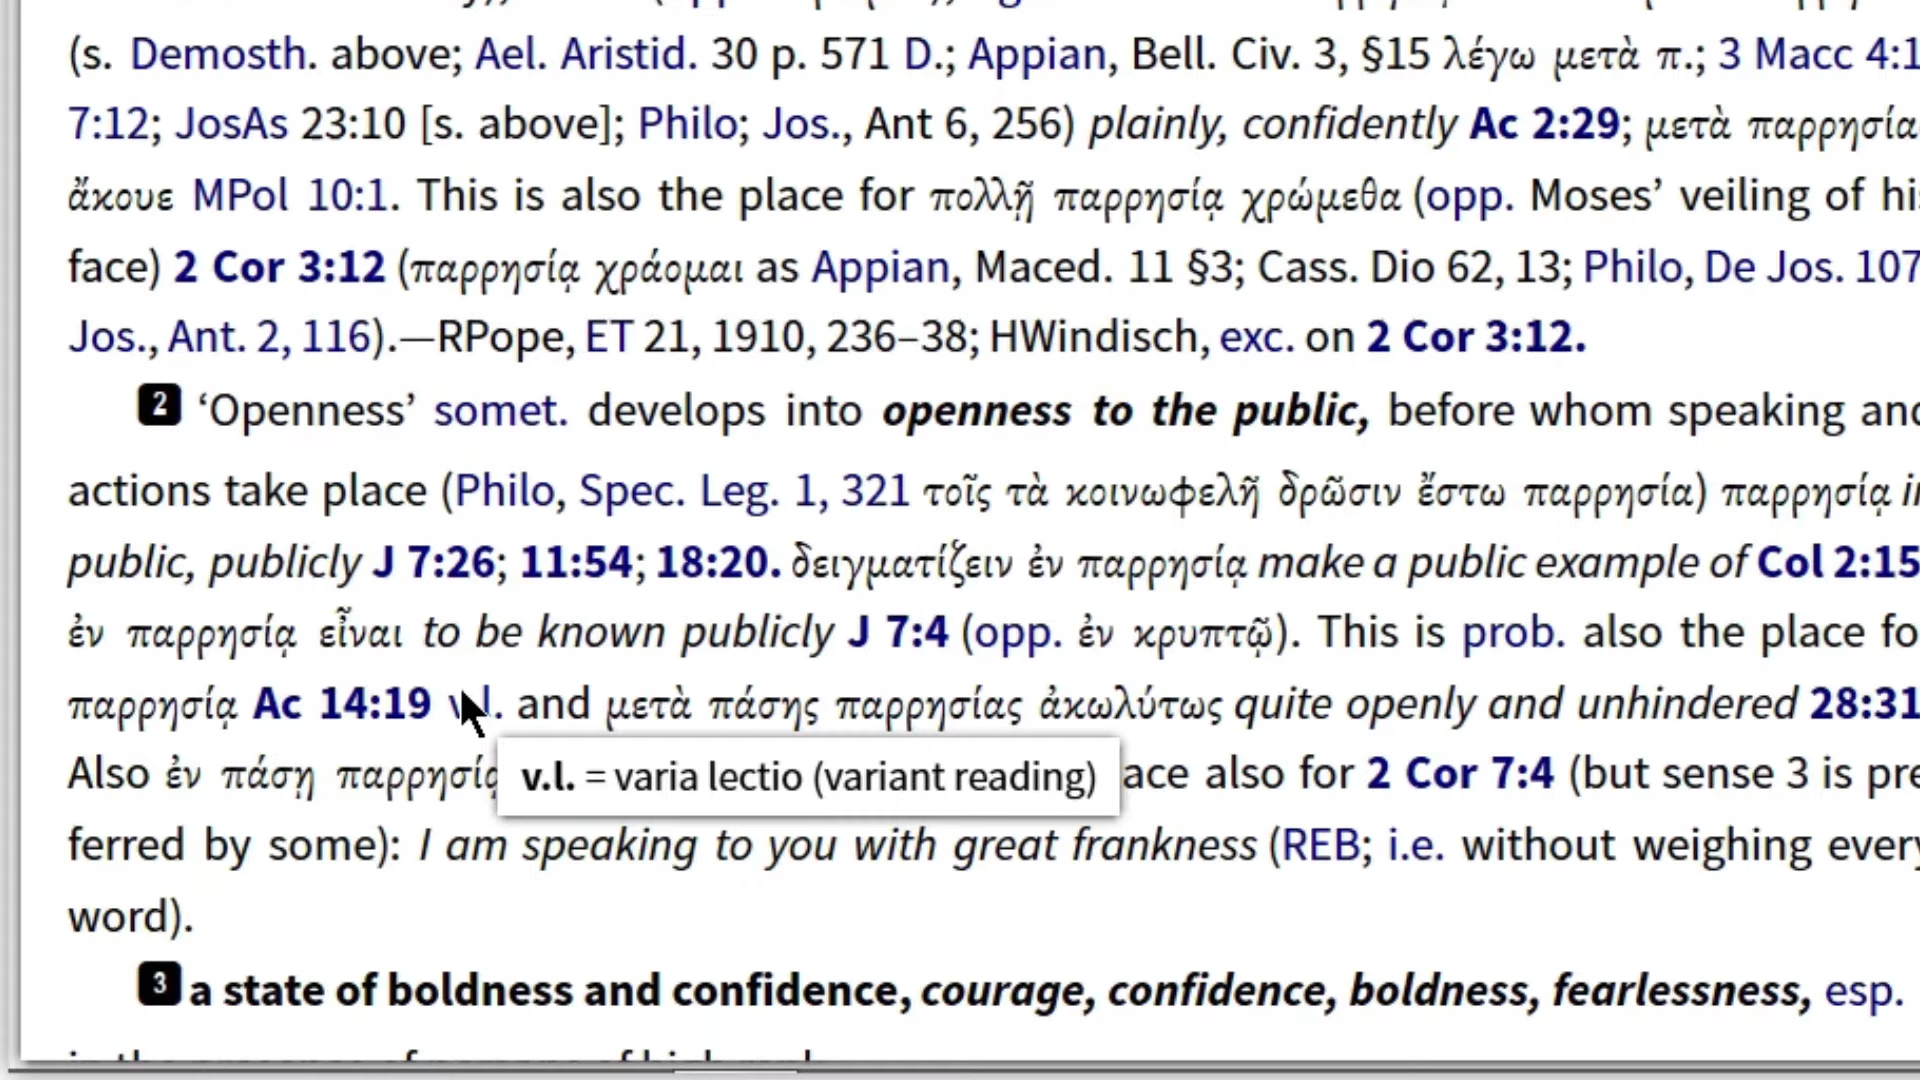 (s. Demosth. above; Ael. Aristid. 30 p. 571 D.; Appian, Bell. Civ. 3, §15 λέγω μετὰ π.; 3 Macc 4:1
7:12; JosAs 23:10 [s. above]; Philo; Jos., Ant 6, 256) plainly, confidently Ac 2:29; μετὰ παρρησία
ἄκουε MPol 10:1. This is also the place for πολλῇ παρρησίᾳ χρώμεθα (opp. Moses’ veiling of his
face) 2 Cor 3:12 (παρρησίᾳ χράομαι as Appian, Maced. 11 §3; Cass. Dio 62, 13; Philo, De Jos. 107
Jos., Ant. 2, 116).—RPope, ET 21, 1910, 236–38; HWindisch, exc. on 2 Cor 3:12.
2 ‘Openness’ somet. develops into openness to the public, before whom speaking and
actions take place (Philo, Spec. Leg. 1, 321 τοῖς τὰ κοινωφελῆ δρῶσιν ἔστω παρρησία) παρρησίᾳ in
public, publicly J 7:26; 11:54; 18:20. δειγματίζειν ἐν παρρησίᾳ make a public example of Col 2:15
ἐν παρρησίᾳ εἶναι to be known publicly J 7:4 (opp. ἐν κρυπτῷ). This is prob. also the place fo
παρρησίᾳ Ac 14:19 v.l. and μετὰ πάσης παρρησίας ἀκωλύτως quite openly and unhindered 28:31
Also ἐν πάσῃ παρρησίᾳ v.l. = varia lectio (variant reading) ace also for 2 Cor 7:4 (but sense 3 is pre
ferred by some): I am speaking to you with great frankness (REB; i.e. without weighing every
word).
3 a state of boldness and confidence, courage, confidence, boldness, fearlessness, esp.